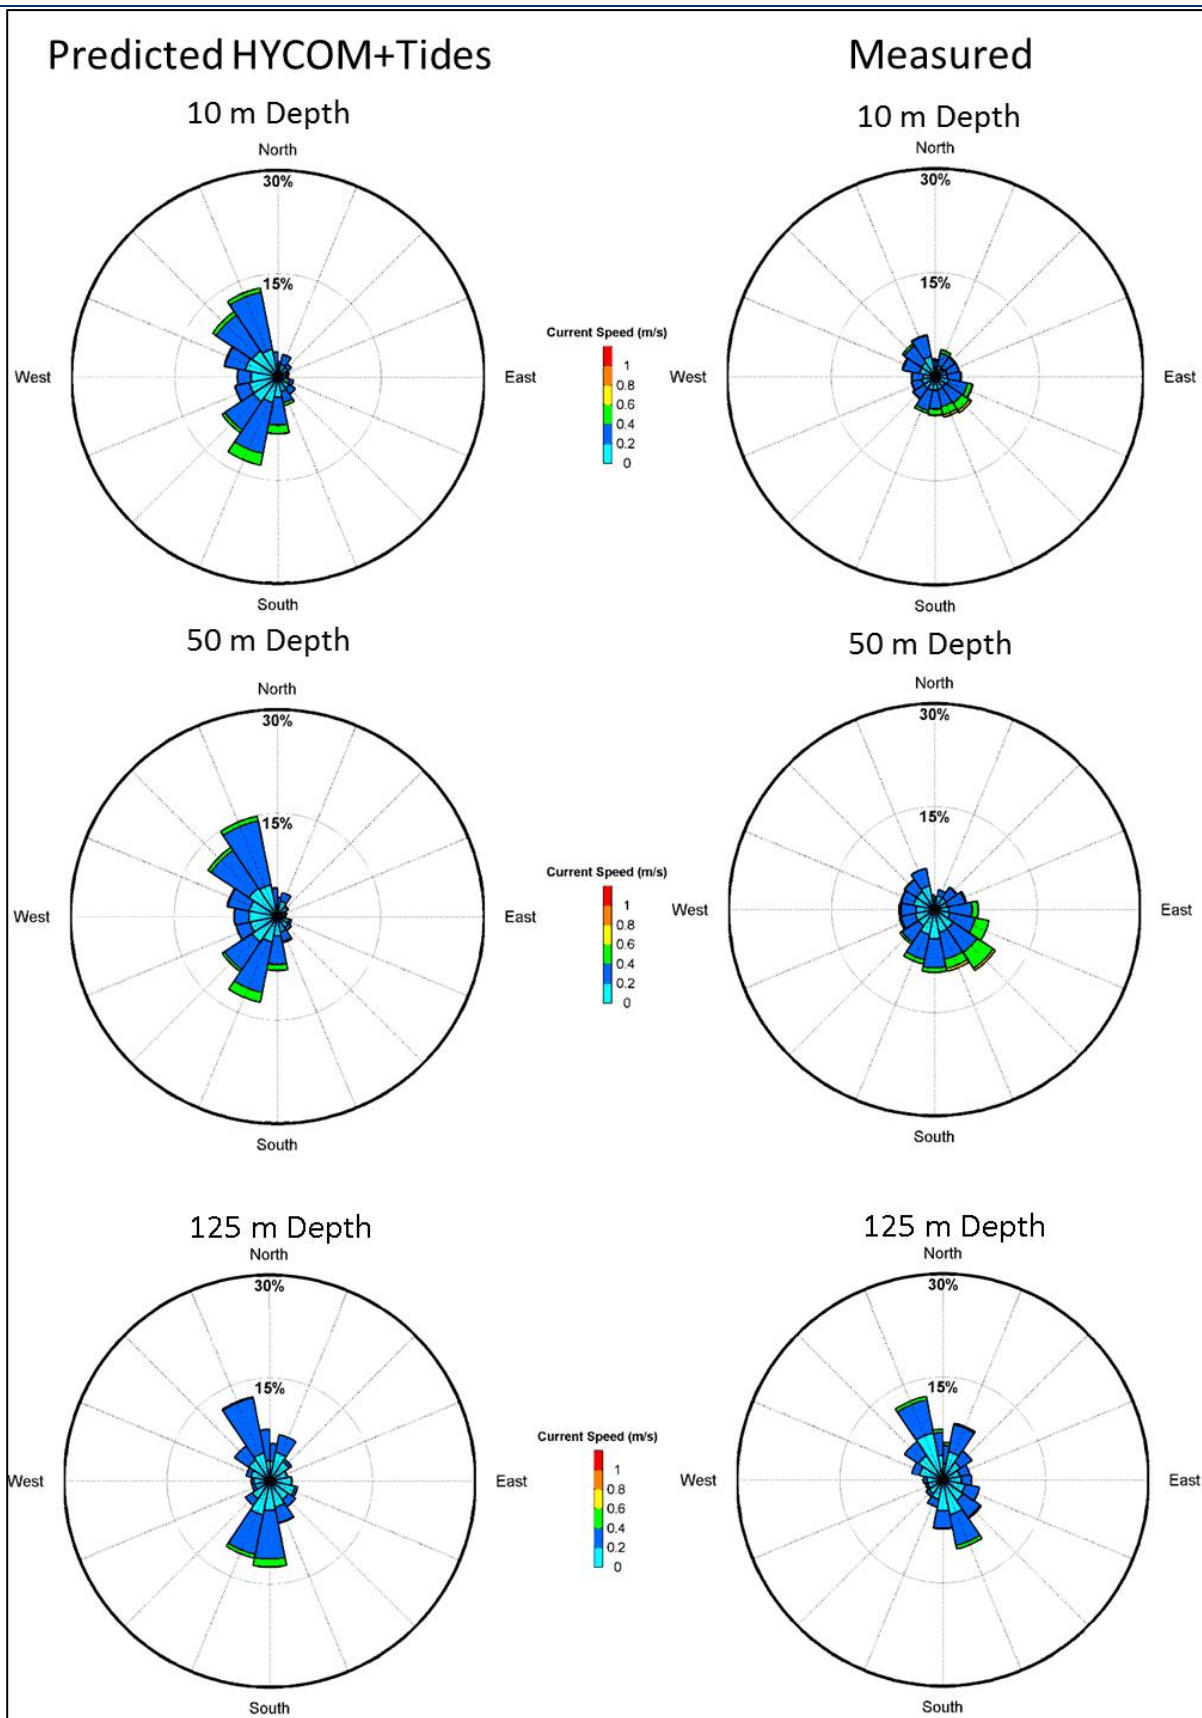 Predicted HYCOM+Tides
Measured
10 m Depth
10 m Depth
North
North
30%
30%
15%
15%
Current Speed (m/s)
1
0.8
0.6
0.4
0.2
0
West
East
West
East
South
South
50 m Depth
50 m Depth
North
North
30%
30%
15%
15%
Current Speed (m/s)
1
0.8
0.6
0.4
0.2
0
West
East
West
East
South
South
125 m Depth
125 m Depth
North
North
30%
30%
15%
15%
Current Speed (m/s)
1
0.8
0.6
0.4
0.2
0
West
East
West
East
South
South